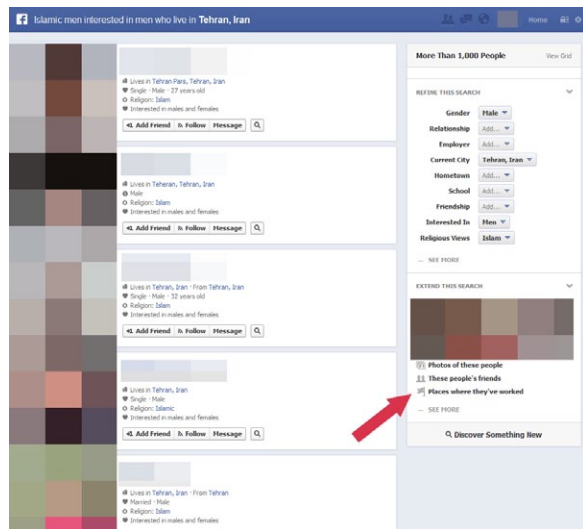 Islamic men interested in men who live in Tehran, Iran
Home
Lives in Tehran Pars, Tehran, Iran
Single · Male · 27 years old
Religion: Islam
Interested in males and females
Add Friend Follow Message
Lives in Teheran, Tehran, Iran
Male
Religion: Islam
Interested in males and females
Add Friend Follow Message
Lives in Tehran, Iran · From Tehran, Iran
Single · Male · 32 years old
Religion: Islam
Interested in males and females
Add Friend Follow Message
Lives in Tehran, Iran
Single · Male
Religion: Islamic
Interested in males and females
Add Friend Follow Message
Lives in Tehran, Iran · From Tehran
Married · Male
Religion: Islam
Interested in males and females
More Than 1,000 People View Grid
REFINE THIS SEARCH
Gender Male
Relationship Add...
Employer Add...
Current City Tehran, Iran
Hometown Add...
School Add...
Friendship Add...
Interested In Men
Religious Views Islam
... SEE MORE
EXTEND THIS SEARCH
Photos of these people
These people's friends
Places where they've worked
... SEE MORE
Discover Something New